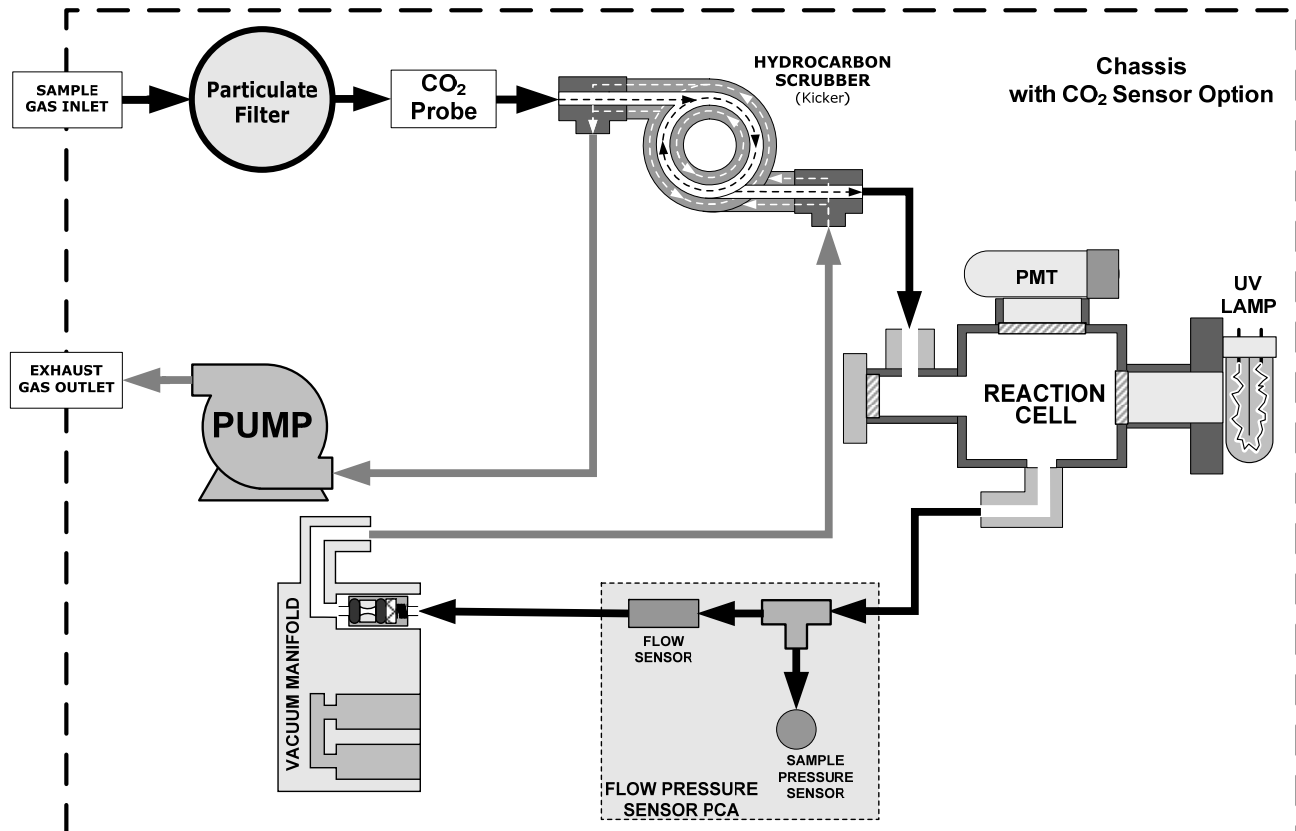 SAMPLE
GAS INLET
Particulate
Filter
CO2
Probe
HYDROCARBON
SCRUBBER
(Kicker)
Chassis
with CO2 Sensor Option
PMT
UV
LAMP
EXHAUST
GAS OUTLET
PUMP
REACTION
CELL
VACUUM MANIFOLD
FLOW
SENSOR
SAMPLE
PRESSURE
SENSOR
FLOW PRESSURE
SENSOR PCA